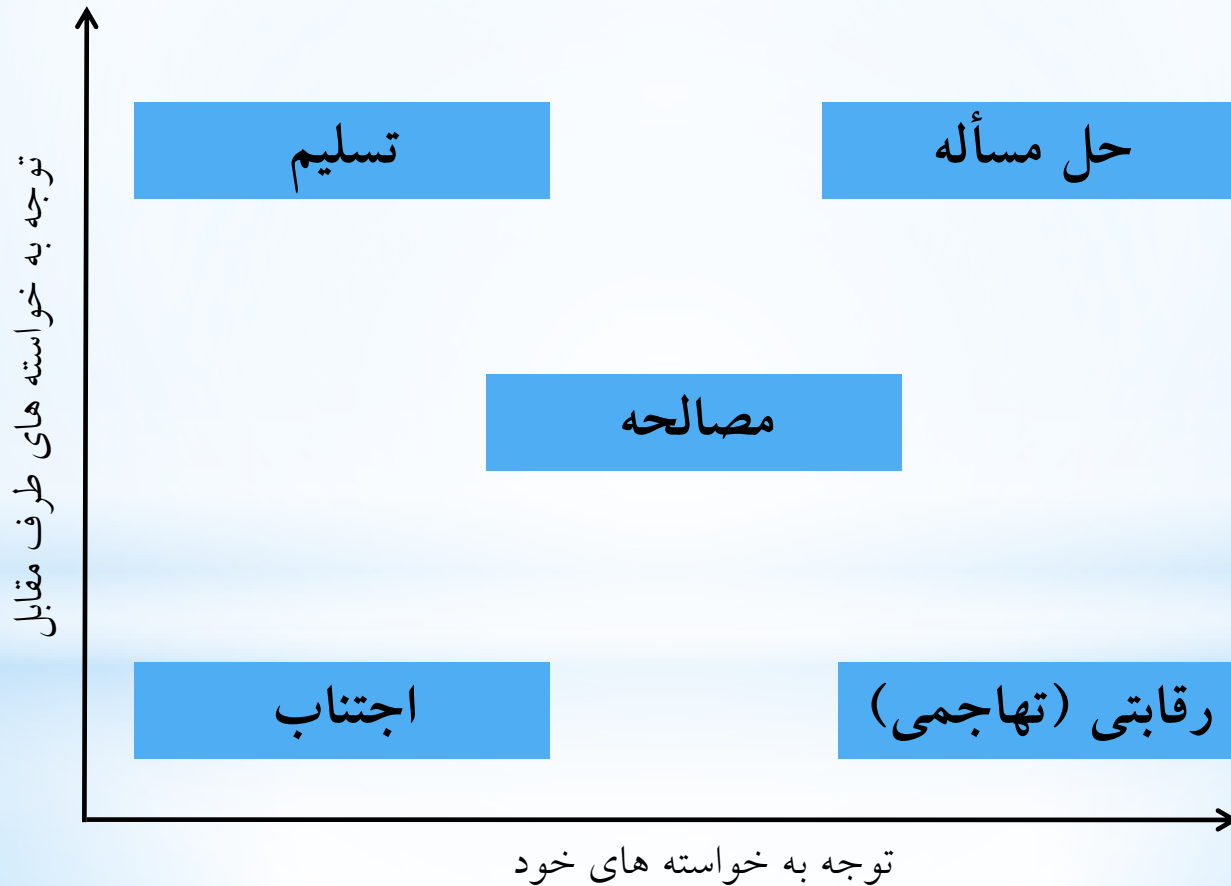 حل مسأله
تسلیم
توجه به خواسته های طرف مقابل
مصالحه
رقابتی (تهاجمی)
اجتناب
توجه به خواسته های خود